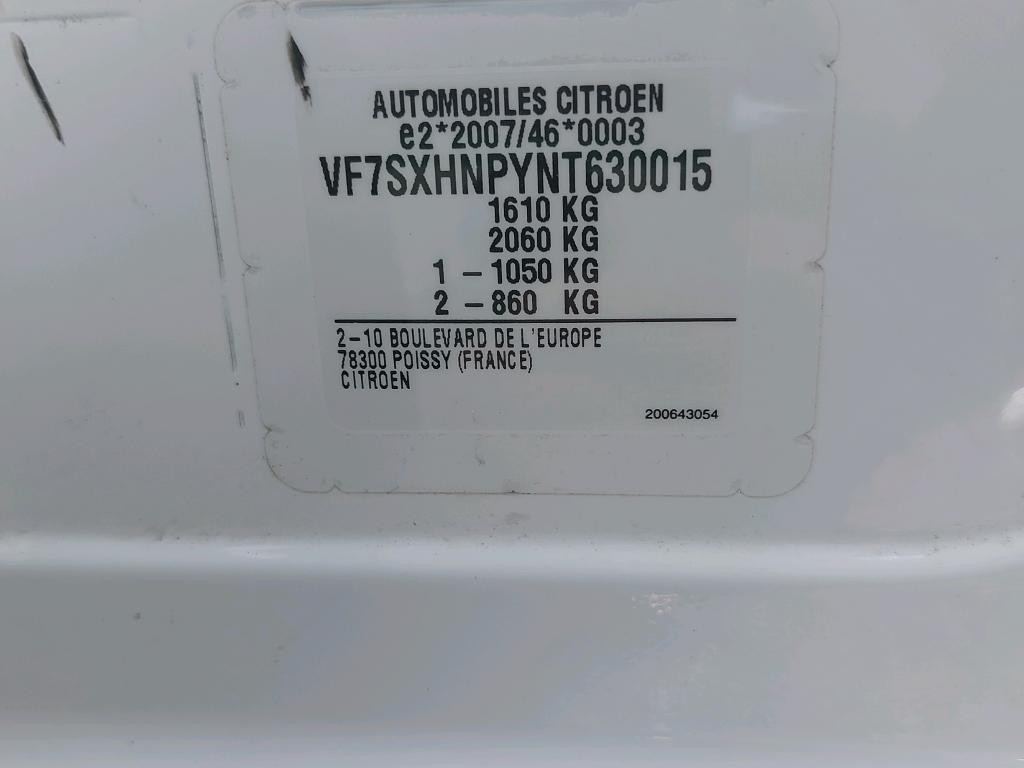 AUTOMOBILES CITROEN
e2*2007/46*0003
VF7SXHNPYNT630015
1610 KG
2060 KG
1 – 1050 KG
2 – 860 KG
2–10 BOULEVARD DE L'EUROPE
78300 POISSY (FRANCE)
CITROEN
200643054